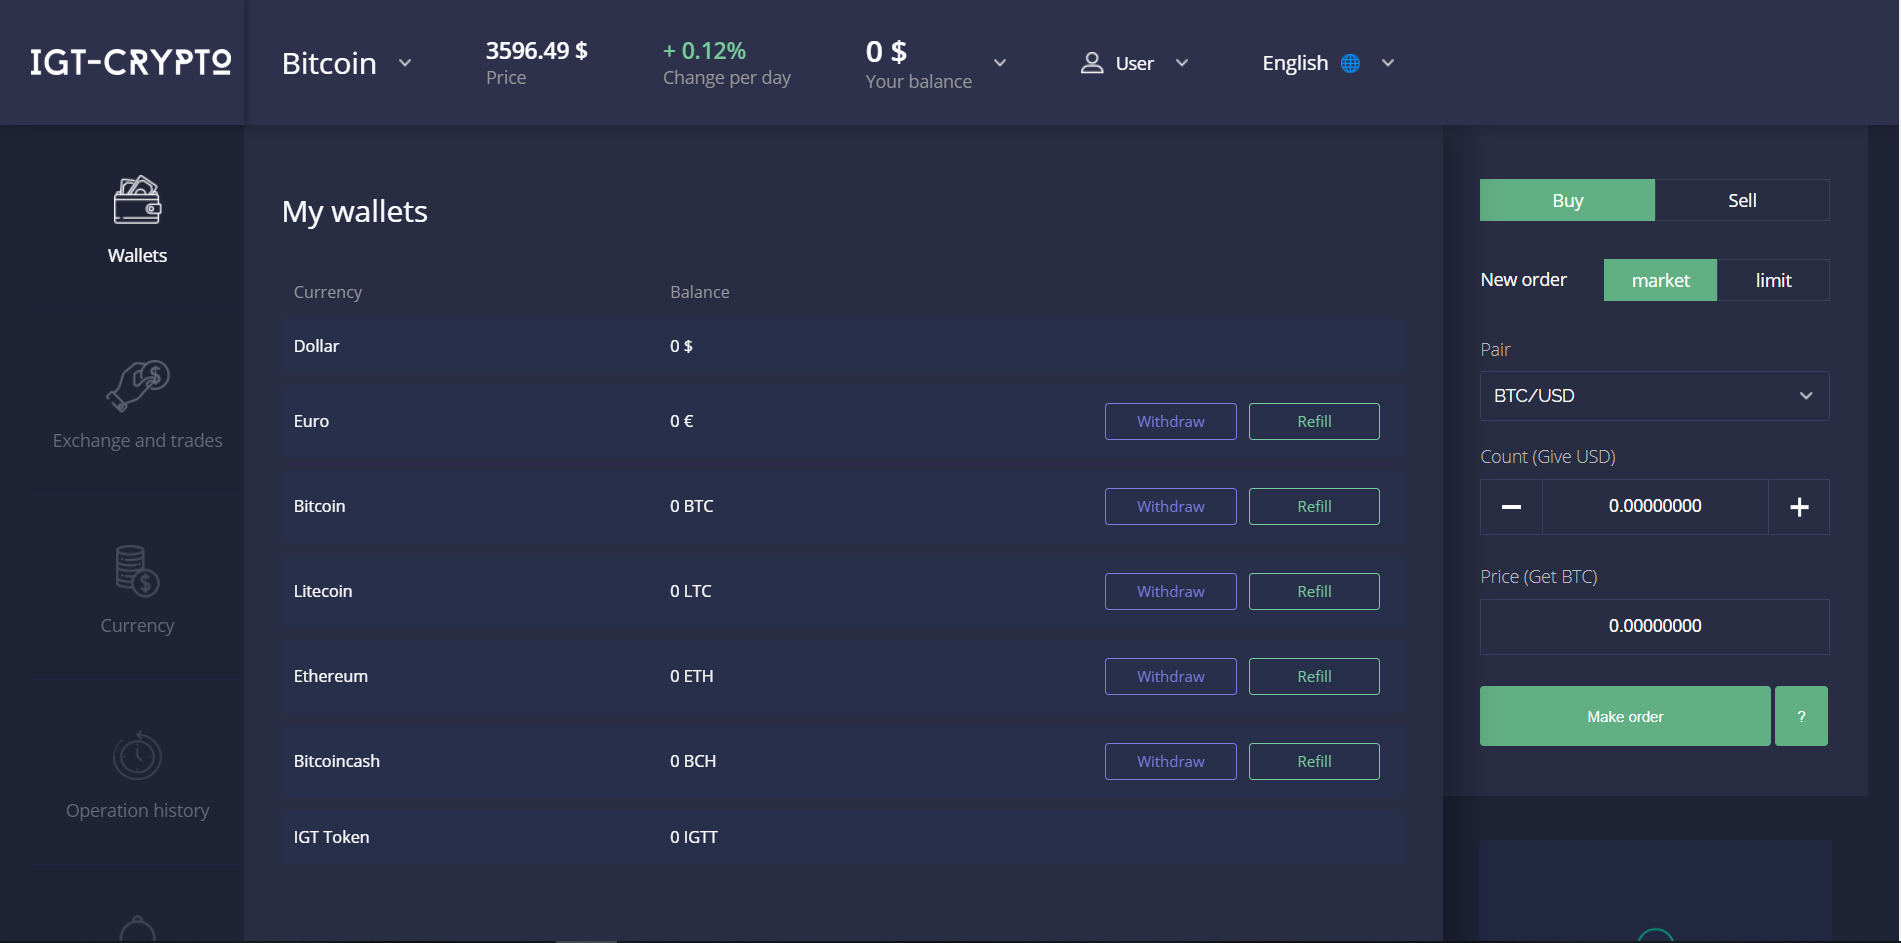 IGT-CRYPTO
Bitcoin
3596.49 $
Price
+ 0.12%
Change per day
0 $
Your balance
User
English
Wallets
Exchange and trades
Currency
Operation history
My wallets
Currency Balance
Dollar 0 $
Euro 0 € Withdraw Refill
Bitcoin 0 BTC Withdraw Refill
Litecoin 0 LTC Withdraw Refill
Ethereum 0 ETH Withdraw Refill
Bitcoincash 0 BCH Withdraw Refill
IGT Token 0 IGTT
Buy Sell
New order market limit
Pair
BTC/USD
Count (Give USD)
− 0.00000000 +
Price (Get BTC)
0.00000000
Make order ?